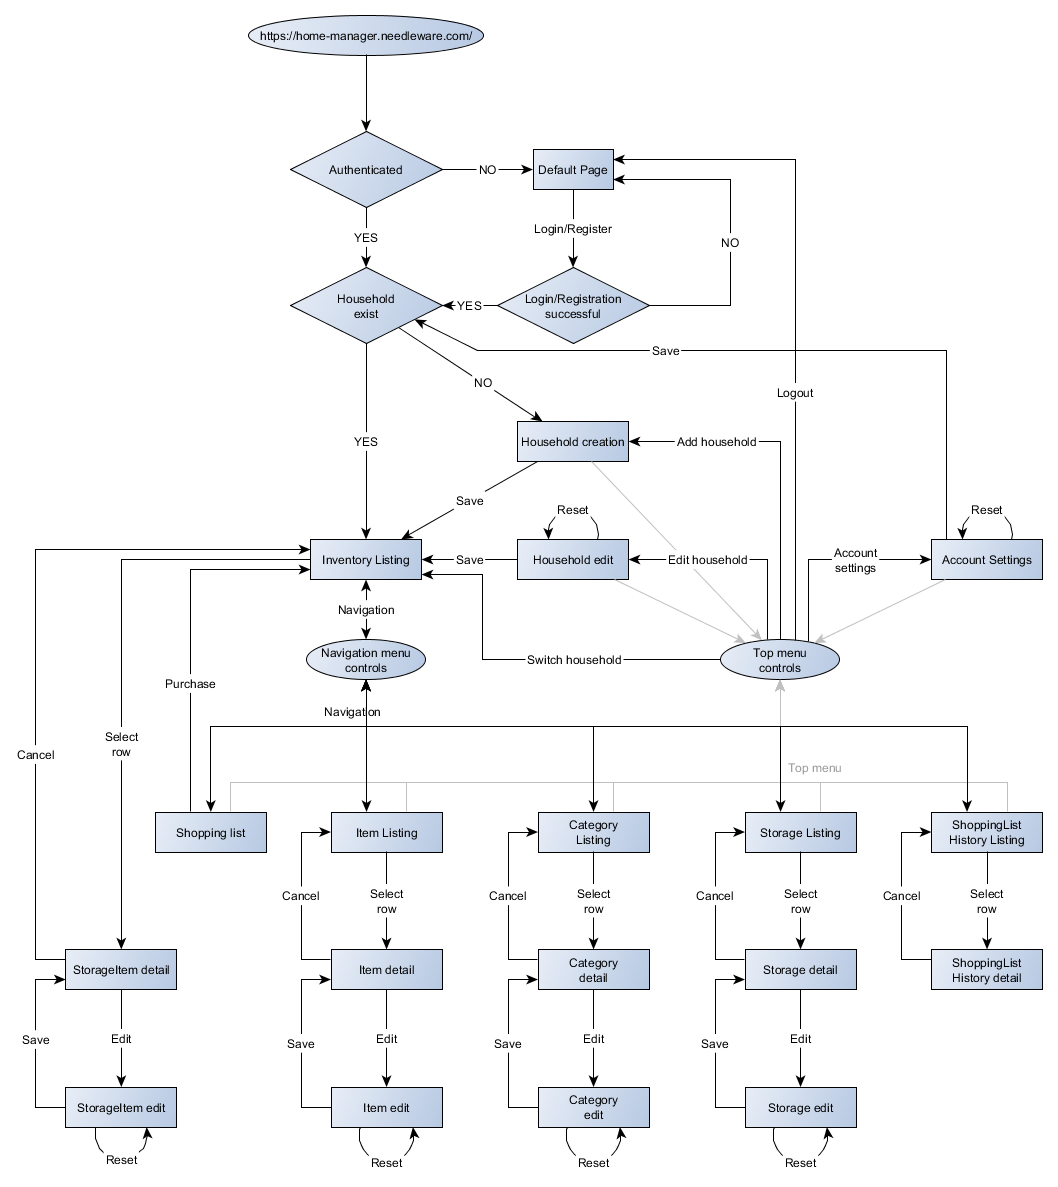 https://home-manager.needleware.com/
Authenticated
NO
Default Page
YES
Login/Register
NO
Household
exist
YES
Login/Registration
successful
Save
NO
Logout
YES
Household creation
Add household
Save
Reset
Reset
Inventory Listing
Save
Household edit
Edit household
Account
settings
Account Settings
Navigation
Navigation menu
controls
Switch household
Top menu
controls
Purchase
Navigation
Cancel
Select
row
Top menu
Shopping list
Item Listing
Category
Listing
Storage Listing
ShoppingList
History Listing
Cancel
Select
row
Cancel
Select
row
Cancel
Select
row
Cancel
Select
row
StorageItem detail
Item detail
Category
detail
Storage detail
ShoppingList
History detail
Save
Edit
Save
Edit
Save
Edit
Save
Edit
StorageItem edit
Item edit
Category
edit
Storage edit
Reset
Reset
Reset
Reset